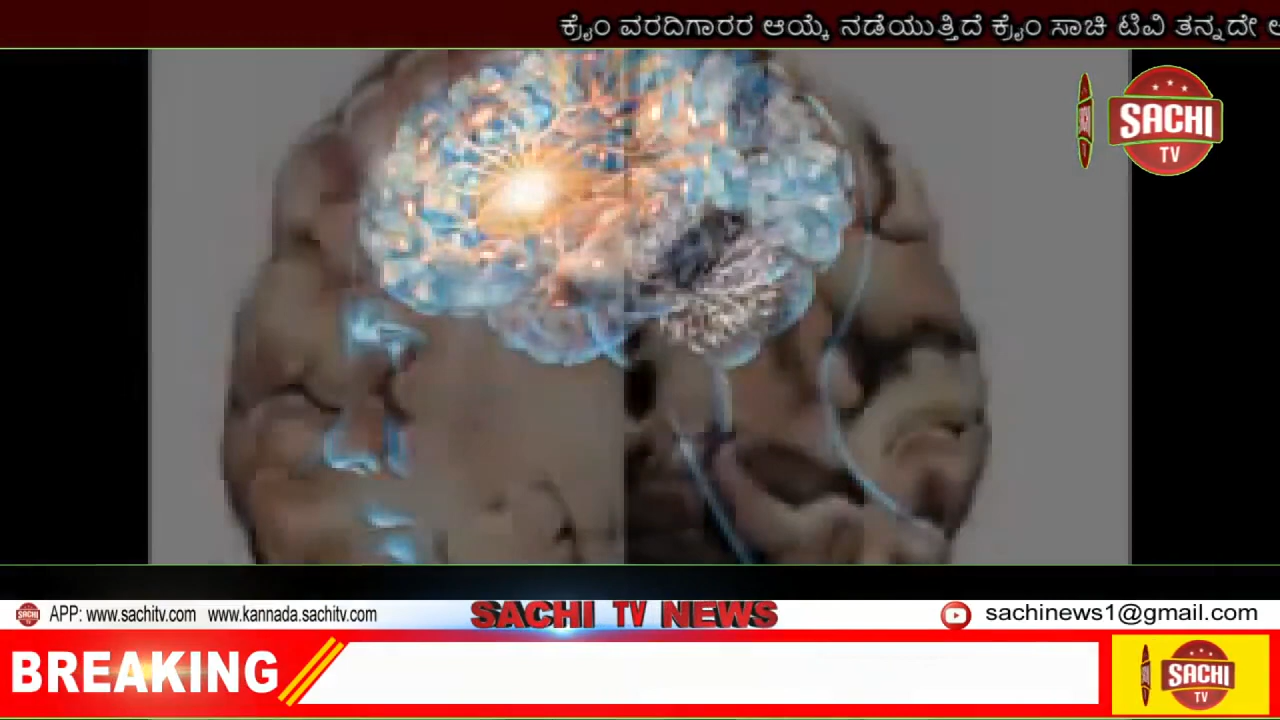 ಕ್ರೈಂ ವರದಿಗಾರರ ಆಯ್ಕೆ ನಡೆಯುತ್ತಿದೆ ಕ್ರೈಂ ಸಾಚಿ ಟಿವಿ ತನ್ನದೇ
SACHI
TV
SACHI APP: www.sachitv.com www.kannada.sachitv.com SACHI TV NEWS sachinews1@gmail.com
BREAKING
SACHI
TV